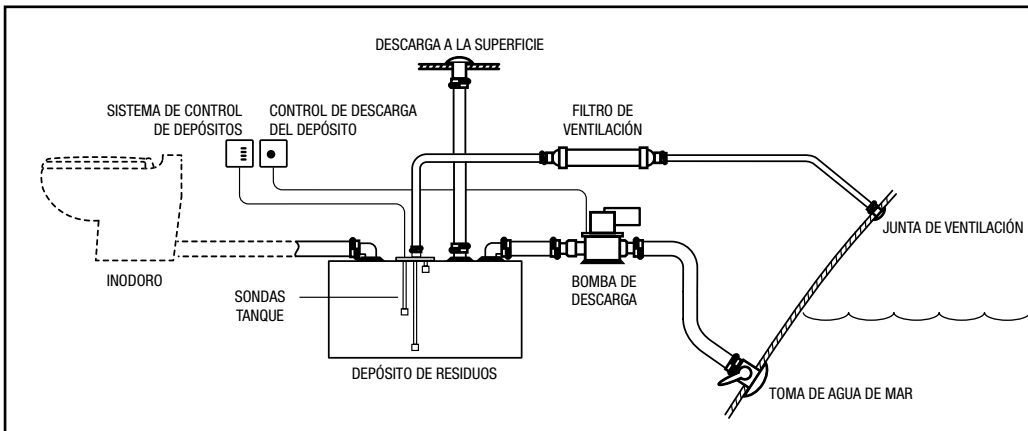 DESCARGA A LA SUPERFICIE
SISTEMA DE CONTROL
DE DEPÓSITOS
CONTROL DE DESCARGA
DEL DEPÓSITO
FILTRO DE
VENTILACIÓN
JUNTA DE VENTILACIÓN
INODORO
SONDAS
TANQUE
BOMBA DE
DESCARGA
DEPÓSITO DE RESIDUOS
TOMA DE AGUA DE MAR